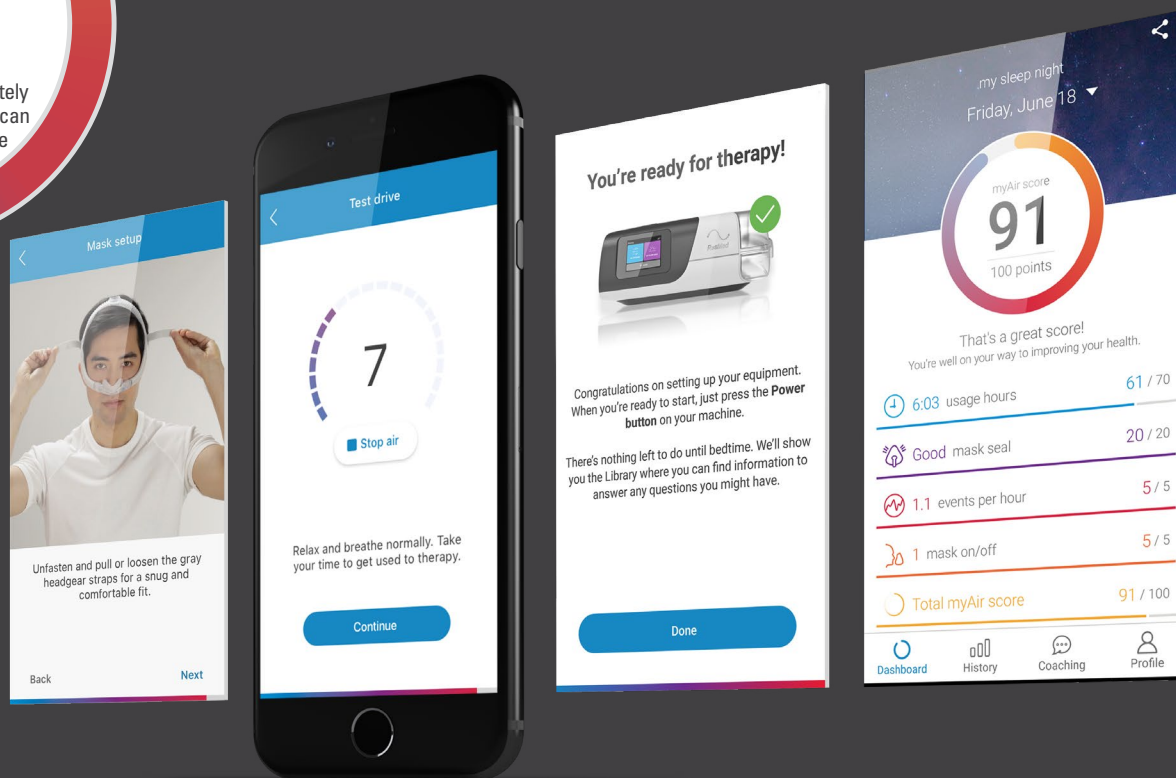 can
Mask setup
Unfasten and pull or loosen the gray
headgear straps for a snug and
comfortable fit.
Back
Next
Test drive
7
Stop air
Relax and breathe normally. Take
your time to get used to therapy.
Continue
You're ready for therapy!
Congratulations on setting up your equipment.
When you're ready to start, just press the Power
button on your machine.
There's nothing left to do until bedtime. We'll show
you the Library where you can find information to
answer any questions you might have.
Done
my sleep night
Friday, June 18
myAir score
91
100 points
That's a great score!
You're well on your way to improving your health.
6:03 usage hours 61 / 70
Good mask seal 20 / 20
1.1 events per hour 5 / 5
1 mask on/off 5 / 5
Total myAir score 91 / 100
Dashboard
History
Coaching
Profile